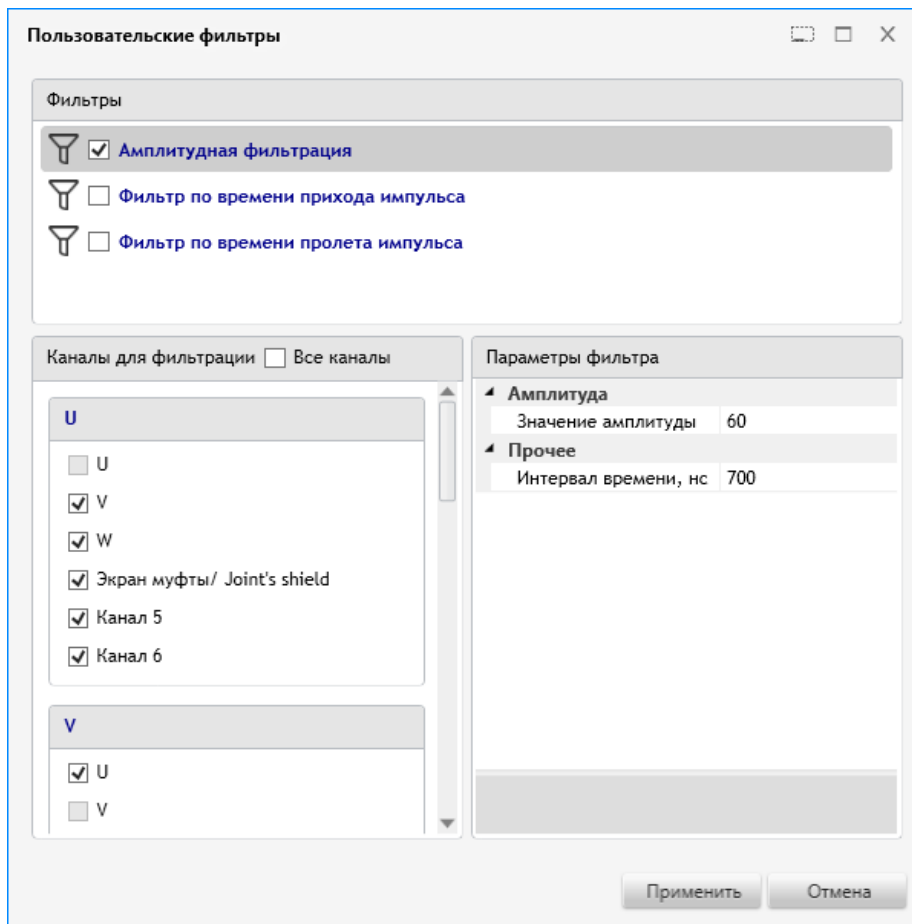 Пользовательские фильтры
Фильтры
Амплитудная фильтрация
Фильтр по времени прихода импульса
Фильтр по времени пролета импульса
Каналы для фильтрации Все каналы
U
U
V
W
Экран муфты/ Joint's shield
Канал 5
Канал 6
V
U
V
Параметры фильтра
Амплитуда
Значение амплитуды 60
Прочее
Интервал времени, нс 700
Применить Отмена